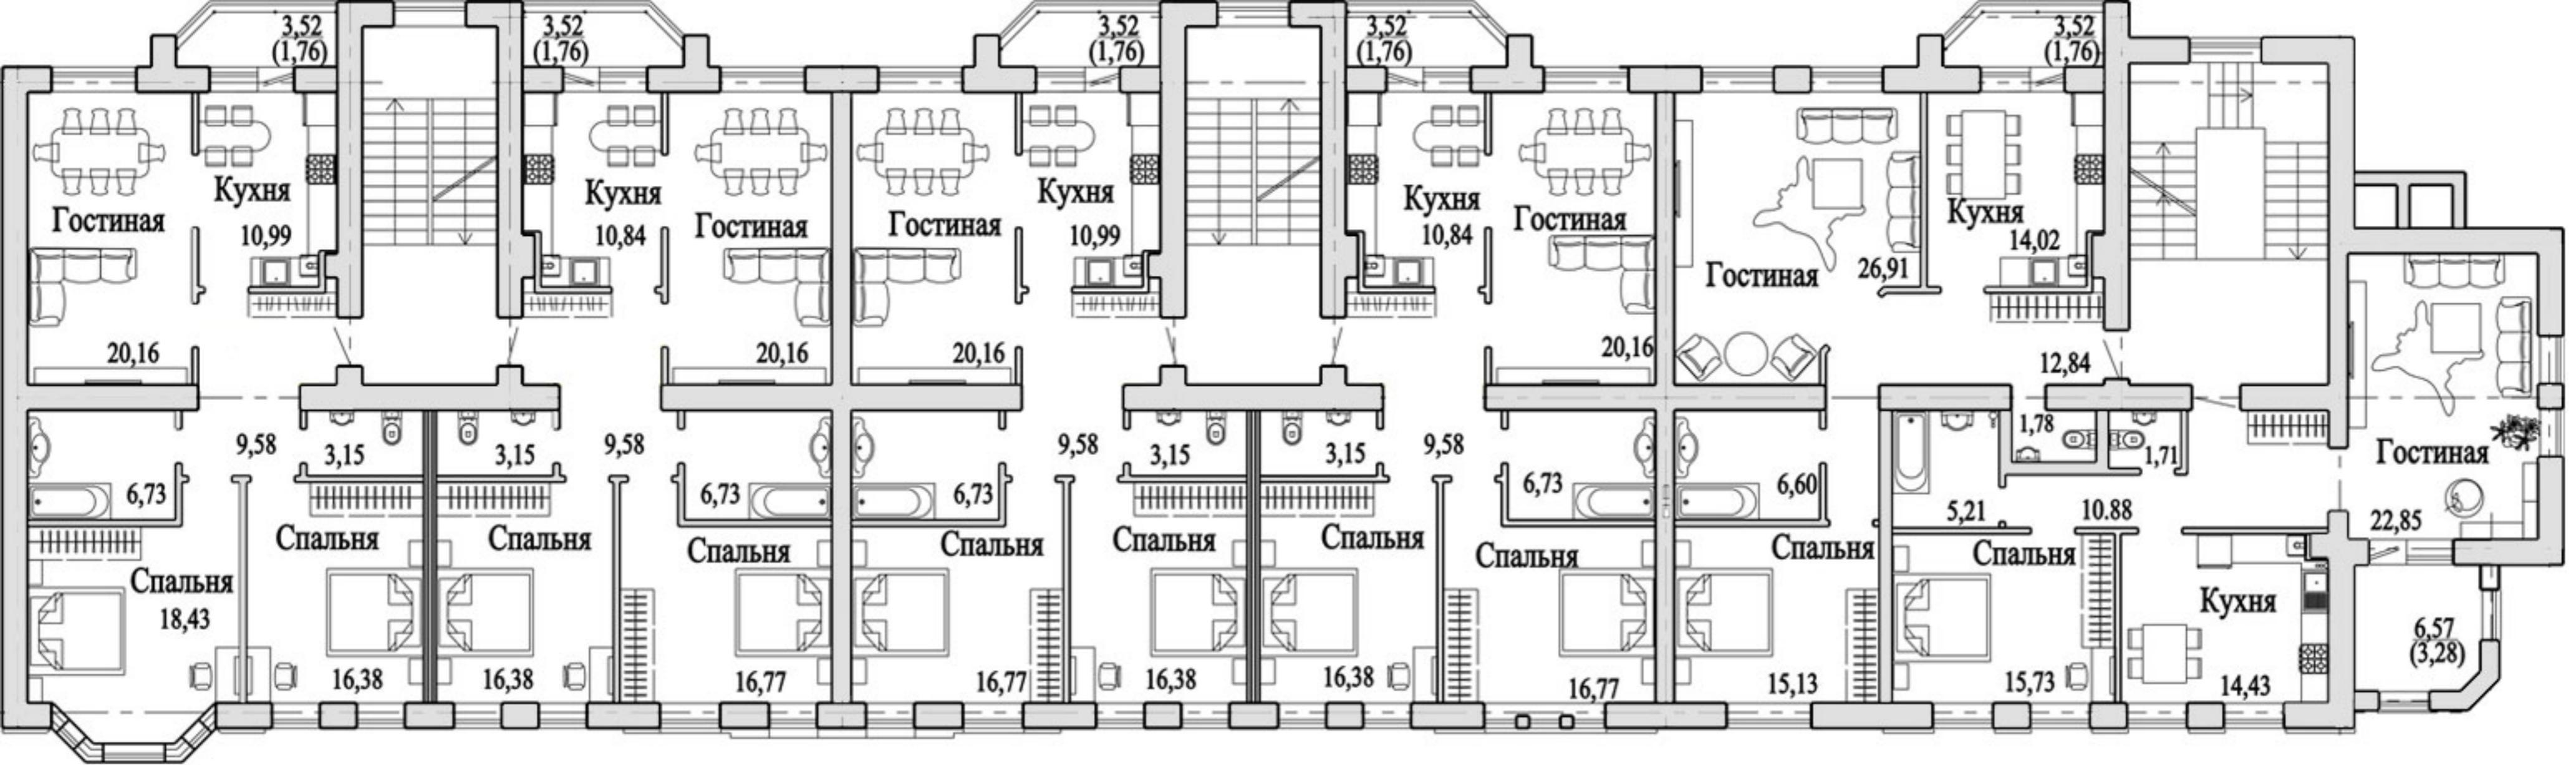 3,52
(1,76)
3,52
(1,76)
3,52
(1,76)
3,52
(1,76)
3,52
(1,76)
Гостиная
Кухня
10,99
20,16
Кухня
10,84
Гостиная
20,16
Гостиная
20,16
Кухня
10,99
Кухня
10,84
Гостиная
20,16
Гостиная
26,91
Кухня
14,02
12,84
9,58
3,15
3,15
9,58
9,58
3,15
3,15
9,58
6,73
6,73
6,73
6,73
6,60
1,78
1,71
5,21
10.88
Гостиная
22,85
Спальня
18,43
Спальня
16,38
Спальня
16,38
Спальня
16,77
Спальня
16,77
Спальня
16,38
Спальня
16,38
Спальня
16,77
Спальня
15,13
Спальня
15,73
Кухня
14,43
6,57
(3,28)